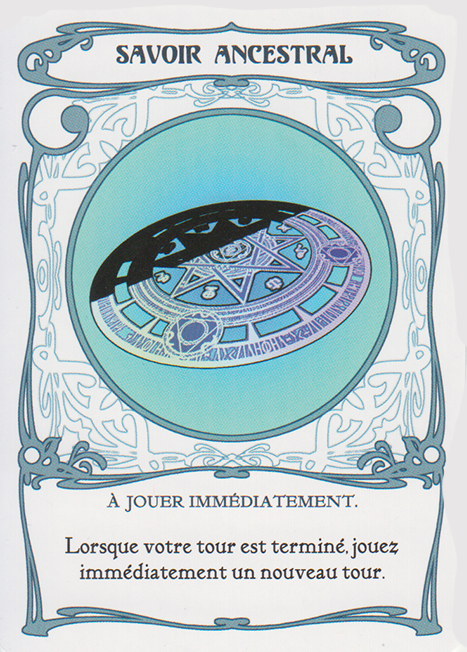 SAVOIR ANCESTRAL
À JOUER IMMÉDIATEMENT.
Lorsque votre tour est terminé, jouez
immédiatement un nouveau tour.